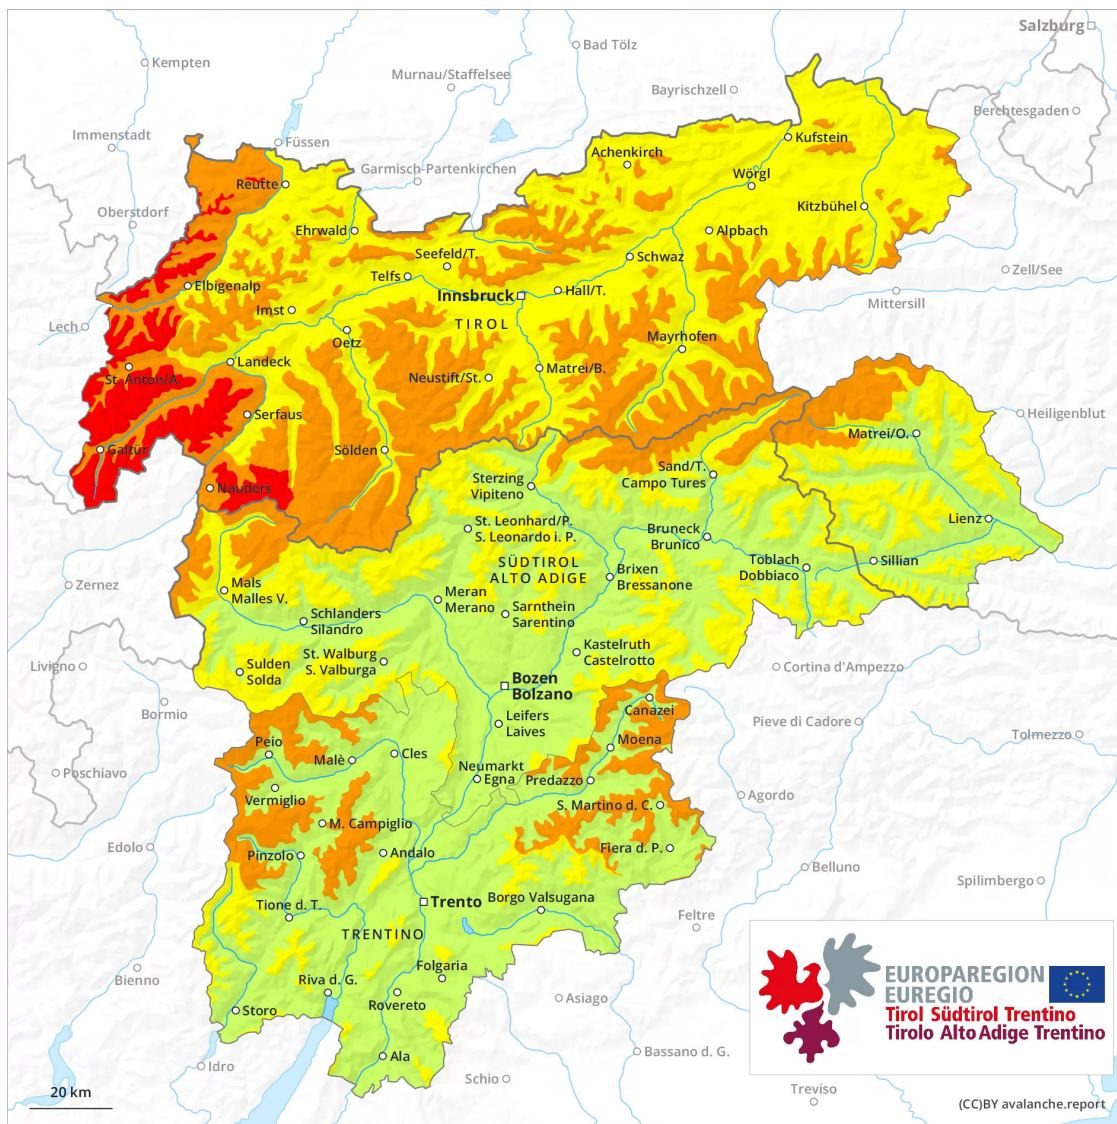 Salzburg
Bad Tölz
Kempten
Murnau/Staffelsee
Bayrischzell
Berchtesgaden
Immenstadt
Füssen
Kufstein
Achenkirch
Garmisch-Partenkirchen
Wörgl
Reutte
Oberstdorf
Kitzbühel
Ehrwald
Alpbach
Seefeld/T.
Schwaz
Telfs
Zell/See
Elbigenalp
Innsbruck
Hall/T.
Mittersill
Imst
TIROL
Lech
Oetz
Mayrhofen
Landeck
Matrei/B.
St. Anton/A.
Neustift/St.
Serfaus
Heiligenblut
Matrei/O.
Galtür
Sölden
Sand/T.
Campo Tures
Sterzing
Vipiteno
Nauders
Lienz
St. Leonhard/P.
S. Leonardo i. P.
Bruneck
Brunico
SÜDTIROL
ALTO ADIGE
Toblach
Dobbiaco
Sillian
Brixen
Bressanone
Zernez
Mals
Malles V.
Meran
Merano
Schlanders
Silandro
Sarnthein
Sarentino
Kastelruth
Castelrotto
St. Walburg
S. Valburga
Livigno
Sulden
Solda
Cortina d'Ampezzo
Bozen
Bolzano
Bormio
Canazei
Leifers
Laives
Pieve di Cadore
Tolmezzo
Peio
Moena
Malè
Cles
Poschiavo
Neumarkt
Egna
Predazzo
Vermiglio
Agordo
S. Martino d. C.
M. Campiglio
Edolo
Fiera d. P.
Pinzolo
Andalo
Belluno
Spilimbergo
Borgo Valsugana
Trento
Tione d. T.
Feltre
TRENTINO
Folgaria
Bienno
Riva d. G.
Rovereto
Asiago
Storo
EUROPAREGION
EUREGIO
Tirol Südtirol Trentino
Tirolo Alto Adige Trentino
Ala
Bassano d. G.
Idro
Schio
Treviso
20 km
(CC)BY avalanche.report